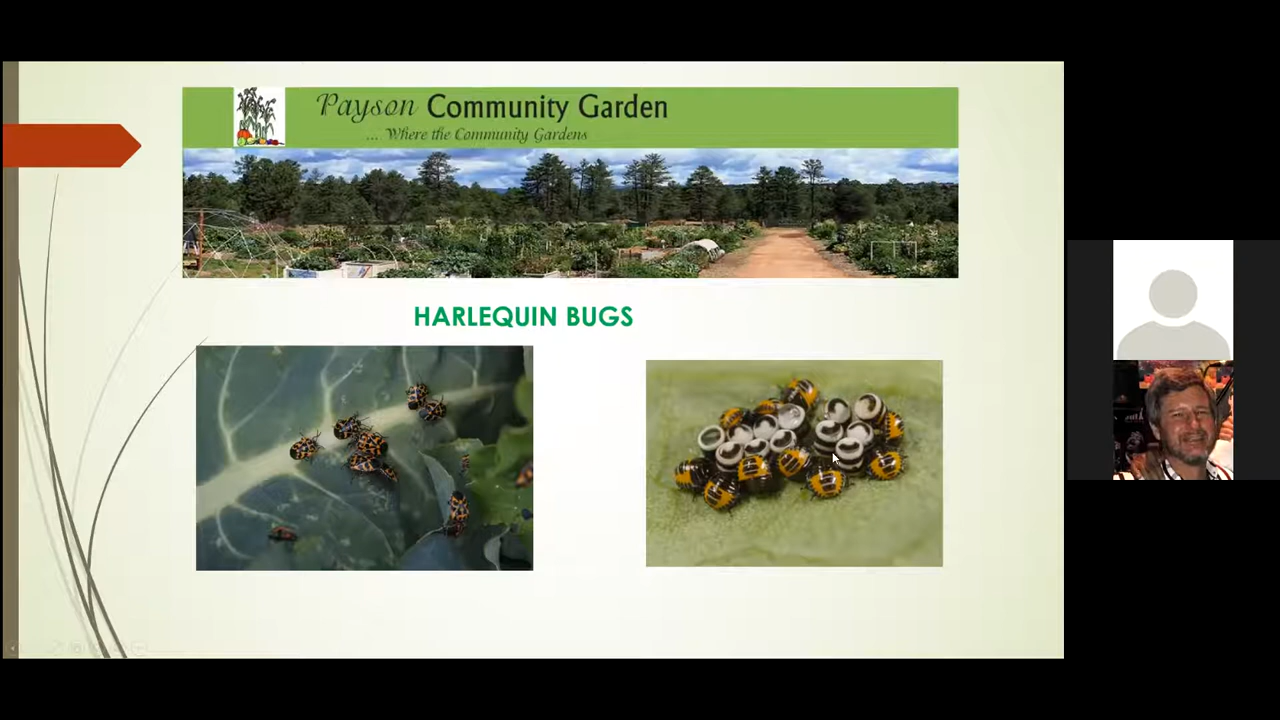 Payson Community Garden
.... Where the Community Gardens
HARLEQUIN BUGS